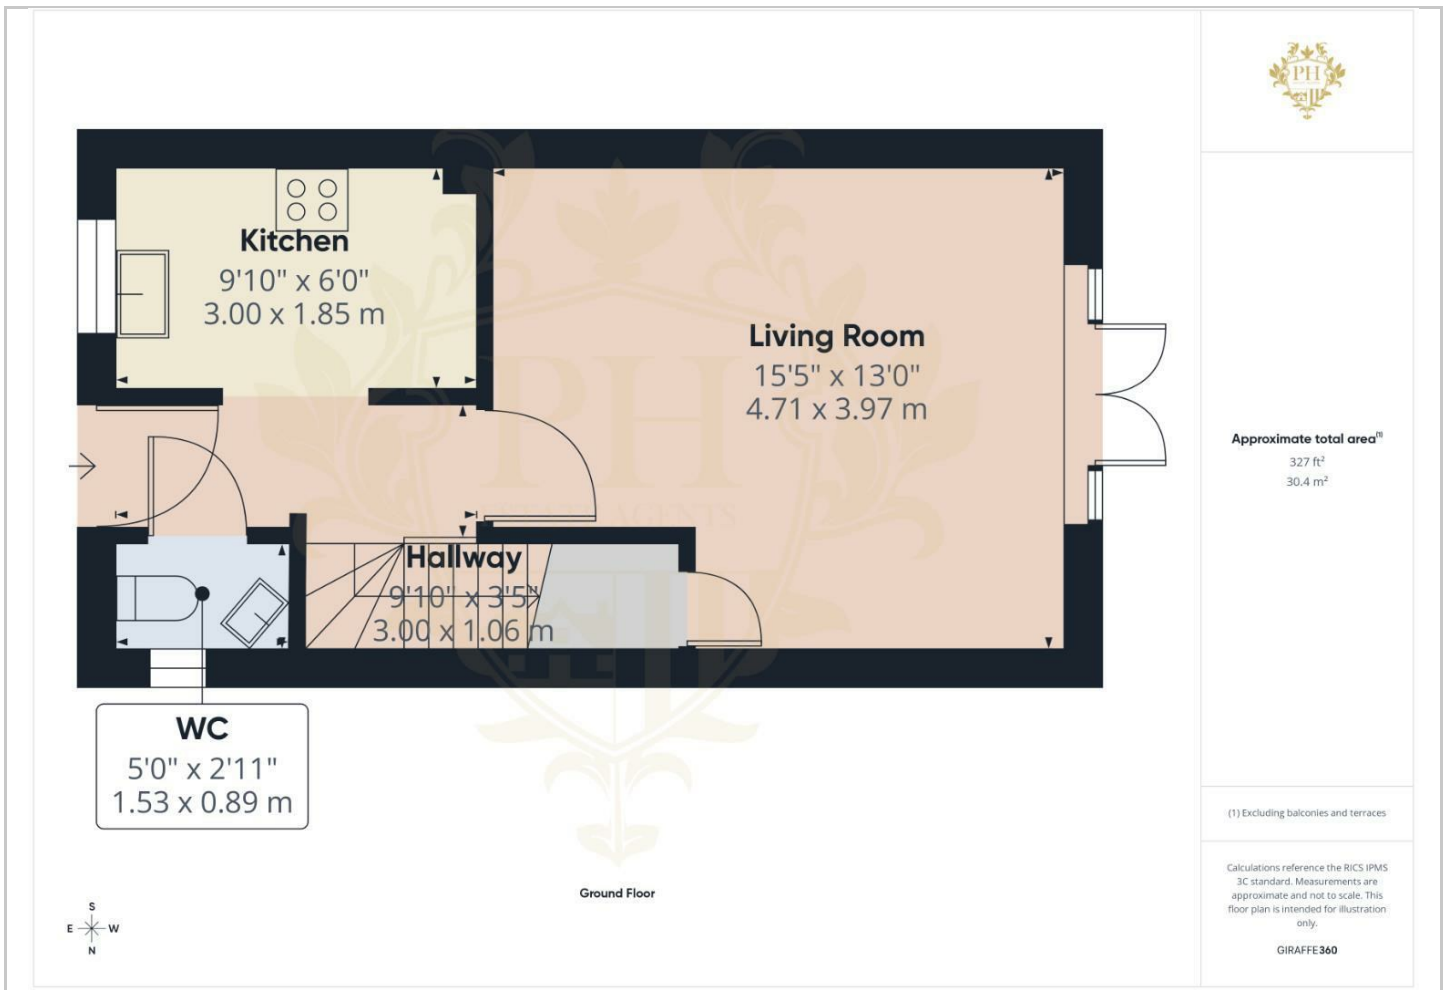 PH
Kitchen
9'10" x 6'0"
3.00 x 1.85 m
Living Room
15'5" x 13'0"
4.71 x 3.97 m
PH
ESTATE AGENTS
Hallway
9'10" x 3'5"
3.00 x 1.06 m
WC
5'0" x 2'11"
1.53 x 0.89 m
Ground Floor
S
E W
N
Approximate total area(1)
327 ft²
30.4 m²
(1) Excluding balconies and terraces
Calculations reference the RICS IPMS
3C standard. Measurements are
approximate and not to scale. This
floor plan is intended for illustration
only.
GIRAFFE360